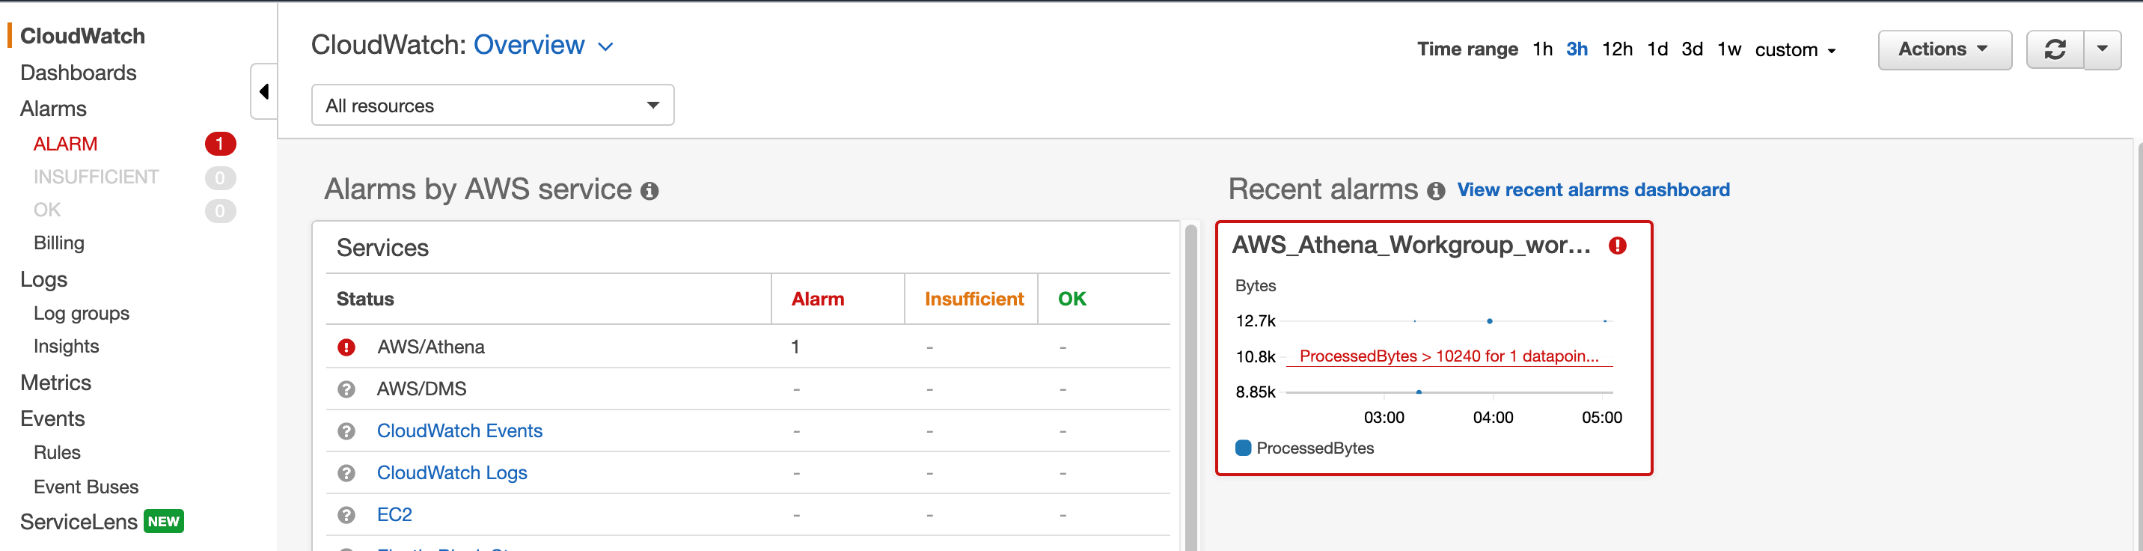 CloudWatch
Dashboards
Alarms
ALARM 1
INSUFFICIENT 0
OK 0
Billing
Logs
Log groups
Insights
Metrics
Events
Rules
Event Buses
ServiceLens NEW
CloudWatch: Overview
Time range 1h 3h 12h 1d 3d 1w custom
Actions
All resources
Alarms by AWS service
Services
Status Alarm Insufficient OK
AWS/Athena 1 - -
AWS/DMS - - -
CloudWatch Events - - -
CloudWatch Logs - - -
EC2 - - -
Recent alarms View recent alarms dashboard
AWS_Athena_Workgroup_wor...
Bytes
12.7k
10.8k ProcessedBytes > 10240 for 1 datapoin...
8.85k
03:00 04:00 05:00
ProcessedBytes